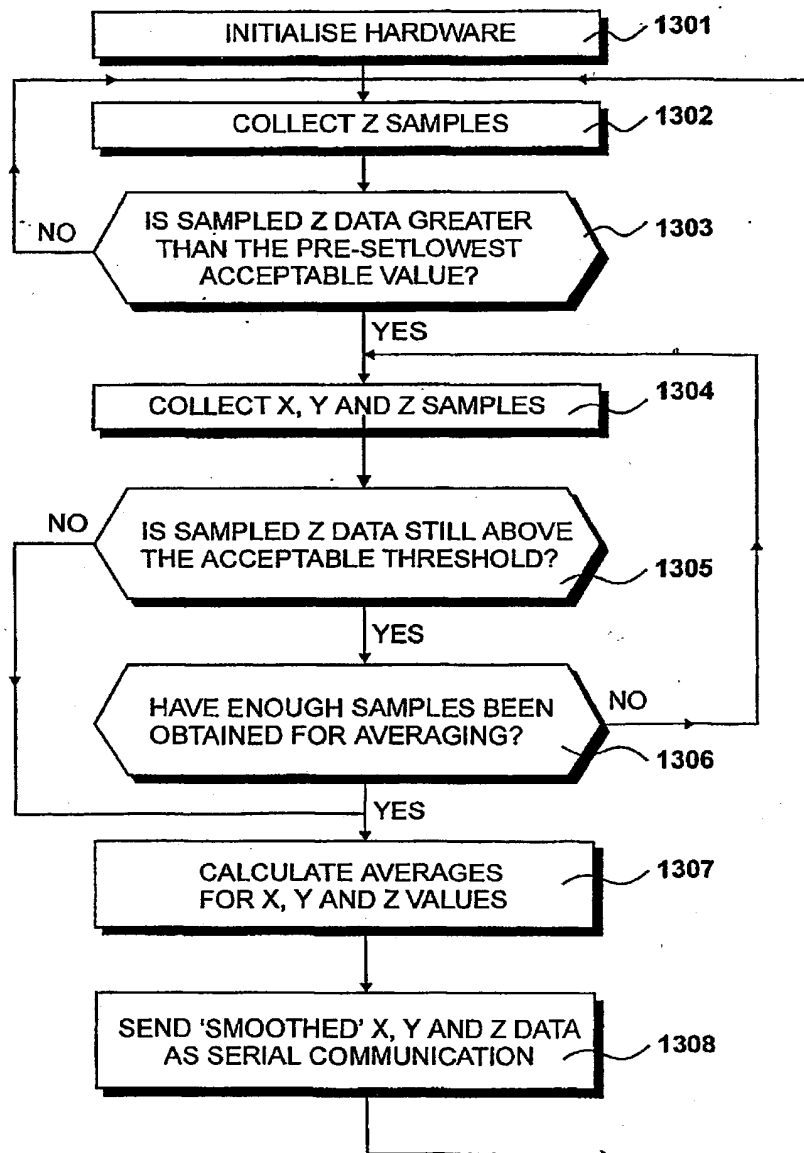 INITIALISE HARDWARE
1301
COLLECT Z SAMPLES
1302
IS SAMPLED Z DATA GREATER
THAN THE PRE-SETLOWEST
ACCEPTABLE VALUE?
1303
NO
YES
COLLECT X, Y AND Z SAMPLES
1304
NO
IS SAMPLED Z DATA STILL ABOVE
THE ACCEPTABLE THRESHOLD?
1305
YES
HAVE ENOUGH SAMPLES BEEN
OBTAINED FOR AVERAGING?
NO
1306
YES
CALCULATE AVERAGES
FOR X, Y AND Z VALUES
1307
SEND 'SMOOTHED' X, Y AND Z DATA
AS SERIAL COMMUNICATION
1308